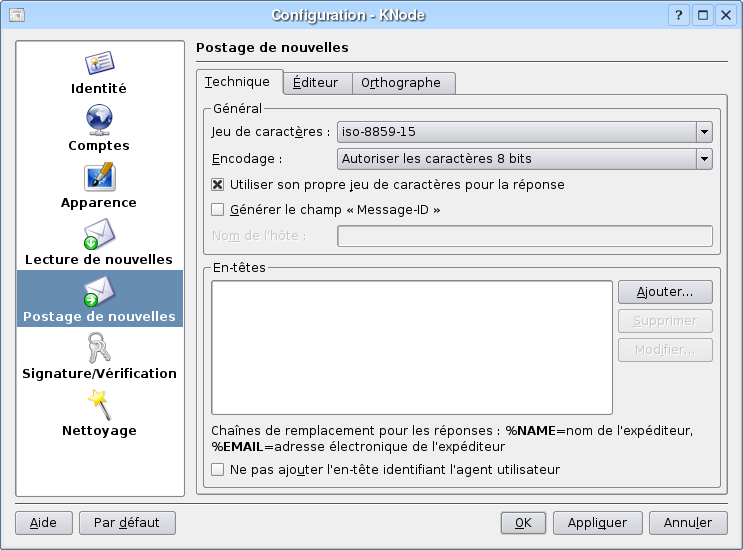 Configuration - KNode
?
Identité
Comptes
Apparence
Lecture de nouvelles
Postage de nouvelles
Signature/Vérification
Nettoyage
Postage de nouvelles
Technique
Éditeur
Orthographe
Général
Jeu de caractères :
iso-8859-15
Encodage :
Autoriser les caractères 8 bits
Utiliser son propre jeu de caractères pour la réponse
Générer le champ « Message-ID »
Nom de l'hôte :
En-têtes
Ajouter...
Supprimer
Modifier...
Chaînes de remplacement pour les réponses : %NAME=nom de l'expéditeur,
%EMAIL=adresse électronique de l'expéditeur
Ne pas ajouter l'en-tête identifiant l'agent utilisateur
Aide
Par défaut
OK
Appliquer
Annuler